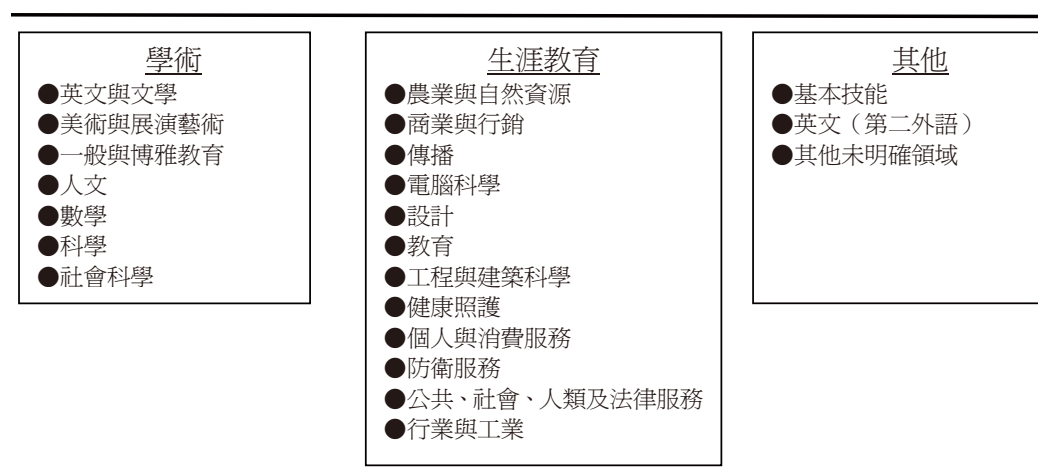 學術
●英文與文學
●美術與展演藝術
●一般與博雅教育
●人文
●數學
●科學
●社會科學
生涯教育
●農業與自然資源
●商業與行銷
●傳播
●電腦科學
●設計
●教育
●工程與建築科學
●健康照護
●個人與消費服務
●防衛服務
●公共、社會、人類及法律服務
●行業與工業
其他
●基本技能
●英文（第二外語）
●其他未明確領域